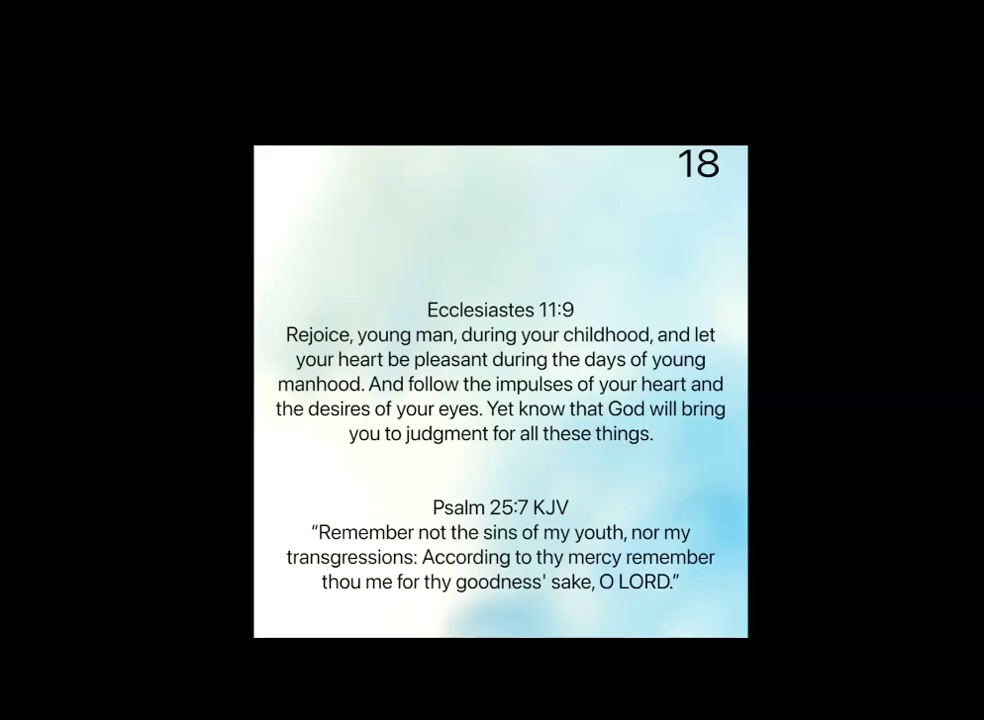 18
Ecclesiastes 11:9
Rejoice, young man, during your childhood, and let
your heart be pleasant during the days of young
manhood. And follow the impulses of your heart and
the desires of your eyes. Yet know that God will bring
you to judgment for all these things.
Psalm 25:7 KJV
“Remember not the sins of my youth, nor my
transgressions: According to thy mercy remember
thou me for thy goodness' sake, O LORD.”